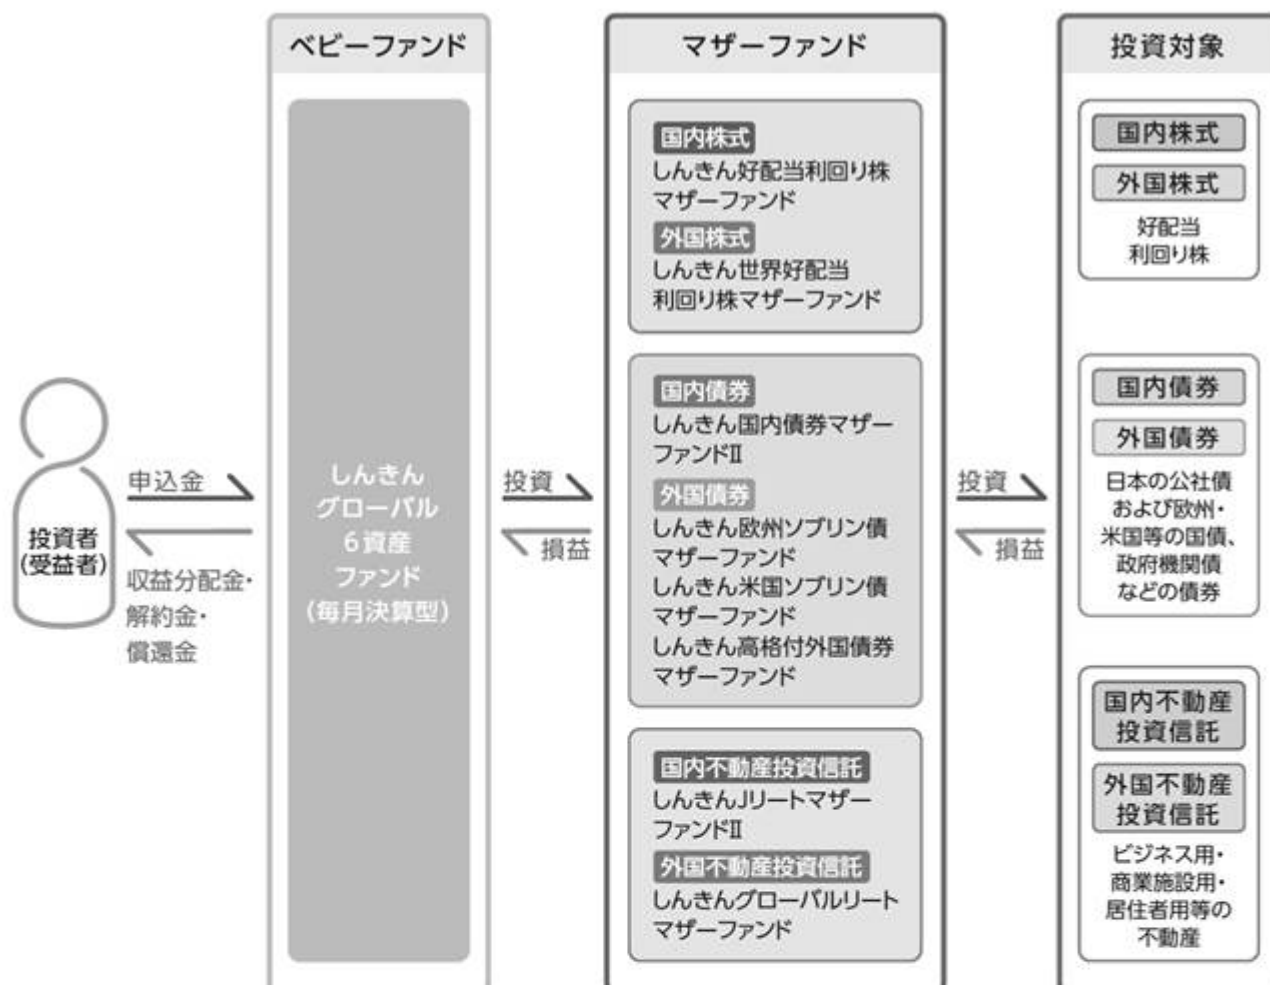 ベビーファンド
マザーファンド
投資対象
投資者
(受益者)
申込金
収益分配金・
解約金・
償還金
しんきん
グローバル
6資産
ファンド
(毎月決算型)
投資
損益
国内株式
しんきん好配当利回り株
マザーファンド
外国株式
しんきん世界好配当
利回り株マザーファンド
国内債券
しんきん国内債券マザー
ファンドⅡ
外国債券
しんきん欧州ソブリン債
マザーファンド
しんきん米国ソブリン債
マザーファンド
しんきん高格付外国債券
マザーファンド
国内不動産投資信託
しんきんJリートマザー
ファンドⅡ
外国不動産投資信託
しんきんグローバルリート
マザーファンド
投資
損益
国内株式
外国株式
好配当
利回り株
国内債券
外国債券
日本の公社債
および欧州・
米国等の国債、
政府機関債
などの債券
国内不動産
投資信託
外国不動産
投資信託
ビジネス用・
商業施設用・
居住者用等の
不動産